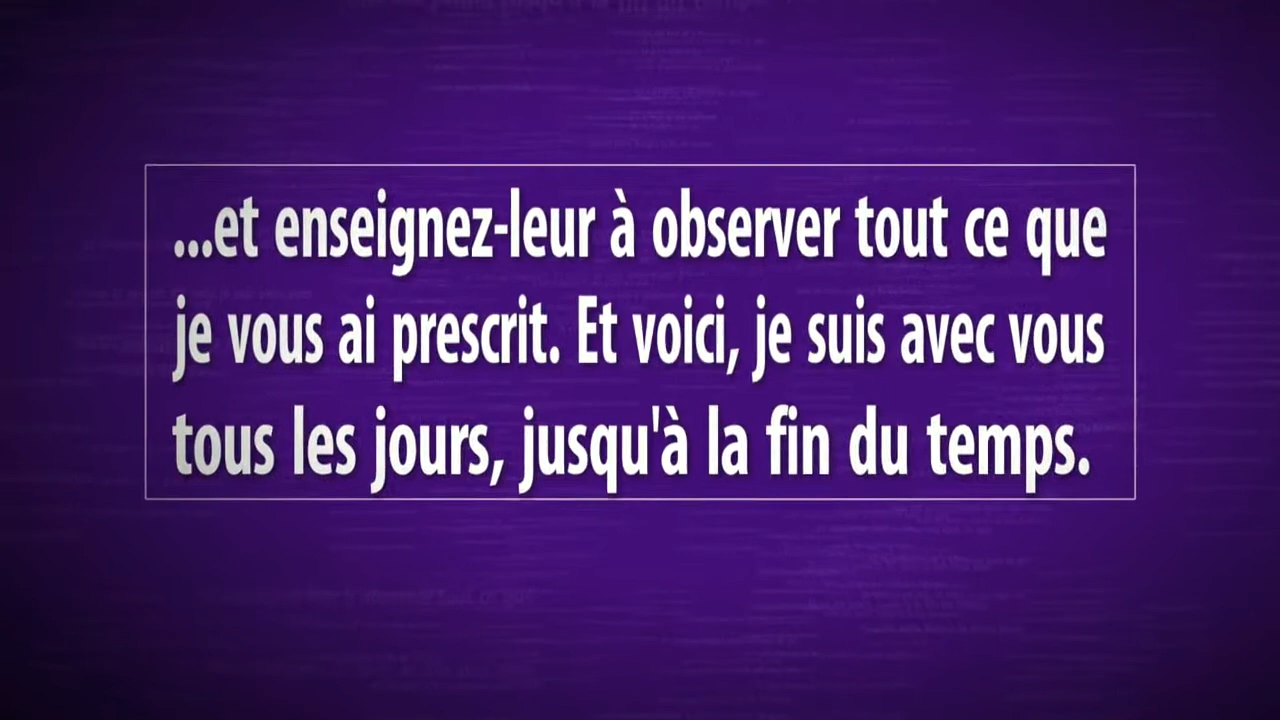 ...et enseignez-leur à observer tout ce que
je vous ai prescrit. Et voici, je suis avec vous
tous les jours, jusqu'à la fin du temps.